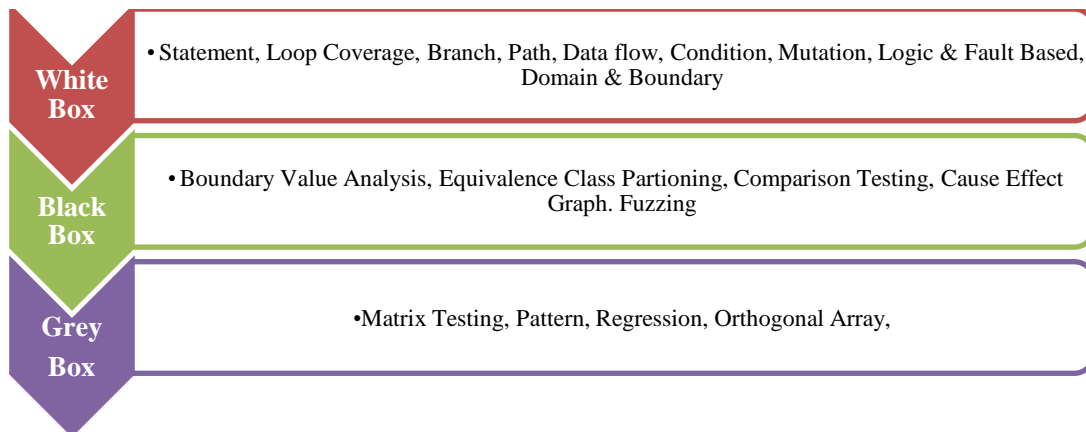 White
Box
• Statement, Loop Coverage, Branch, Path, Data flow, Condition, Mutation, Logic & Fault Based,
Domain & Boundary
Black
Box
• Boundary Value Analysis, Equivalence Class Partioning, Comparison Testing, Cause Effect
Graph. Fuzzing
Grey
Box
•Matrix Testing, Pattern, Regression, Orthogonal Array,